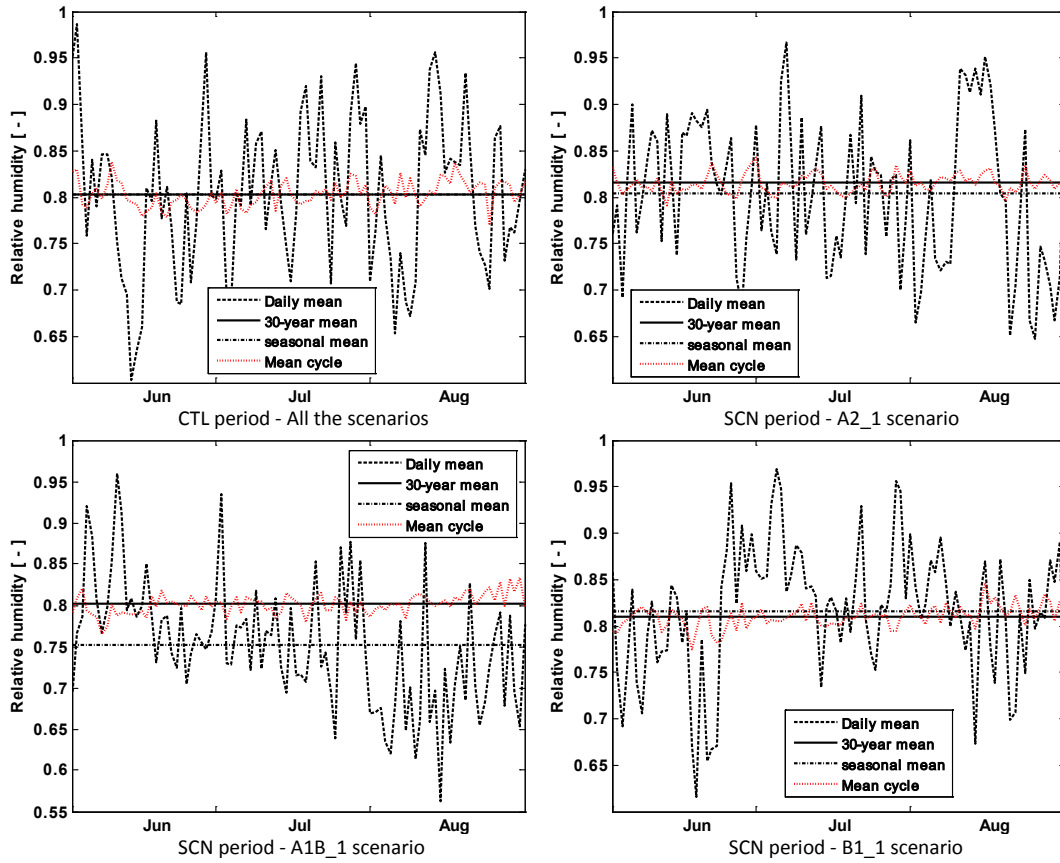 Relative humidity [ - ]
0.95
0.9
0.85
0.8
0.75
0.7
0.65
Daily mean
30-year mean
seasonal mean
Mean cycle
Jun
Jul
Aug
CTL period - All the scenarios
Relative humidity [ - ]
1
0.95
0.9
0.85
0.8
0.75
0.7
0.65
Daily mean
30-year mean
seasonal mean
Mean cycle
Jun
Jul
Aug
SCN period - A2_1 scenario
Relative humidity [ - ]
1
0.95
0.9
0.85
0.8
0.75
0.7
0.65
0.6
0.55
Daily mean
30-year mean
seasonal mean
Mean cycle
Jun
Jul
Aug
SCN period - A1B_1 scenario
Relative humidity [ - ]
1
0.95
0.9
0.85
0.8
0.75
0.7
0.65
Daily mean
30-year mean
seasonal mean
Mean cycle
Jun
Jul
Aug
SCN period - B1_1 scenario